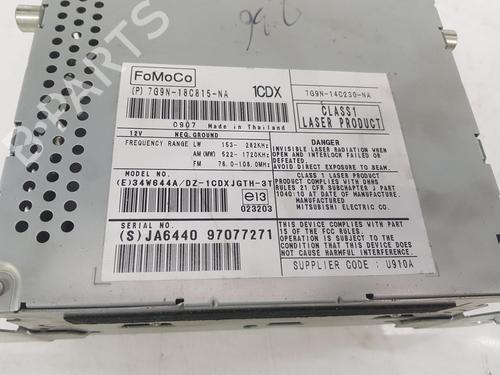 2 26
FoMoCo
(P) 7G9N-18C815-NA
1CDX
7G9N-14C230-NA
0907 Made in Thailand
CLASS1
LASER PRODUCT
12V NEG.GROUND
FREQUENCY RANGE LW 153- 282KHz
AM(MW) 522- 1720KHz
FM 76.0-108.0MHz
DANGER
INVISIBLE LASER RADIATION WHEN
OPEN AND INTERLOCK FAILED OR
DEFEATED.
AVOID DIRECT EXPOSURE TO BEAM.
MODEL NO.
(E)34W644A/DZ-1CDXJGTH-3T
e13
023203
CLASS 1 LASER PRODUCT
THIS PRODUCT COMPLIES WITH DHHS
RULES 21 CFR SUBCHAPTER J PART
1040:10 AT DATE OF MANUFACTURE.
MITSUBISHI ELECTRIC CO.
SERIAL NO.
(S)JA6440 97077271
THIS DEVICE COMPLIES WITH PART
15 OF THE FCC RULES.
OPERATION IS SUBJECT TO THE
CONDITION THAT THIS DEVICE DOES
NOT CAUSE HARMFUL INTERFERENCE.
SUPPLIER CODE : U910A
B-PARTS